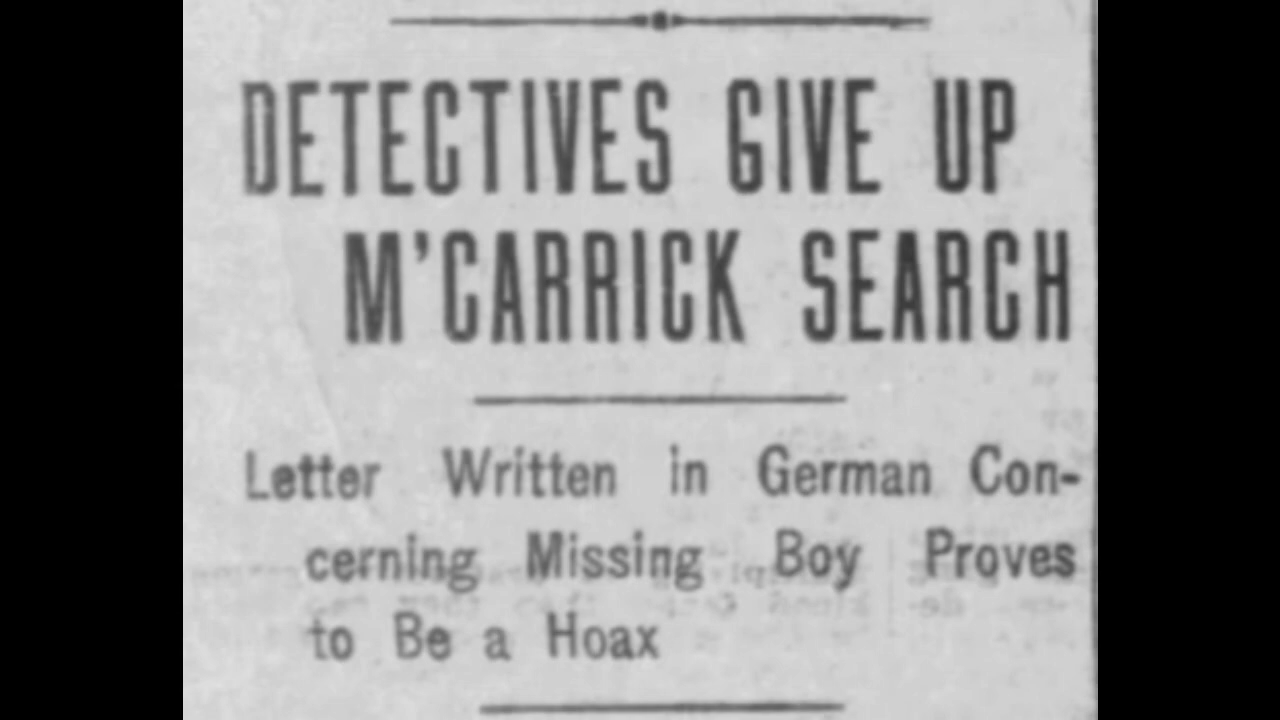 DETECTIVES GIVE UP
M'CARRICK SEARCH
Letter Written in German Con-
cerning Missing Boy Proves
to Be a Hoax